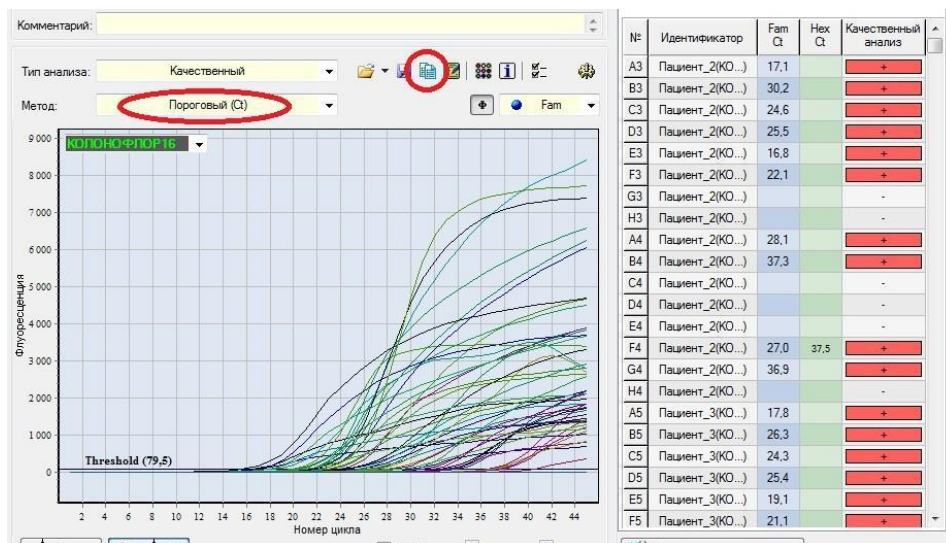 Комментарий:
Тип анализа: Качественный
Метод: Пороговый (Ct) Fam
КОЛОНОФЛОР16
9 000
8 000
7 000
6 000
5 000
4 000
3 000
2 000
1 000
0
Флуоресценция
Threshold (79,5)
2 4 6 8 10 12 14 16 18 20 22 24 26 28 30 32 34 36 38 40 42 44
Номер цикла
№ Идентификатор Fam Ct Hex Ct Качественный анализ
A3 Пациент_2(КО...) 17,1 +
B3 Пациент_2(КО...) 30,2 +
C3 Пациент_2(КО...) 24,6 +
D3 Пациент_2(КО...) 25,5 +
E3 Пациент_2(КО...) 16,8 +
F3 Пациент_2(КО...) 22,1 +
G3 Пациент_2(КО...) -
H3 Пациент_2(КО...) -
A4 Пациент_2(КО...) 28,1 +
B4 Пациент_2(КО...) 37,3 +
C4 Пациент_2(КО...) -
D4 Пациент_2(КО...) -
E4 Пациент_2(КО...) -
F4 Пациент_2(КО...) 27,0 37,5 +
G4 Пациент_2(КО...) 36,9 +
H4 Пациент_2(КО...) -
A5 Пациент_3(КО...) 17,8 +
B5 Пациент_3(КО...) 26,3 +
C5 Пациент_3(КО...) 24,3 +
D5 Пациент_3(КО...) 25,4 +
E5 Пациент_3(КО...) 19,1 +
F5 Пациент_3(КО...) 21,1 +